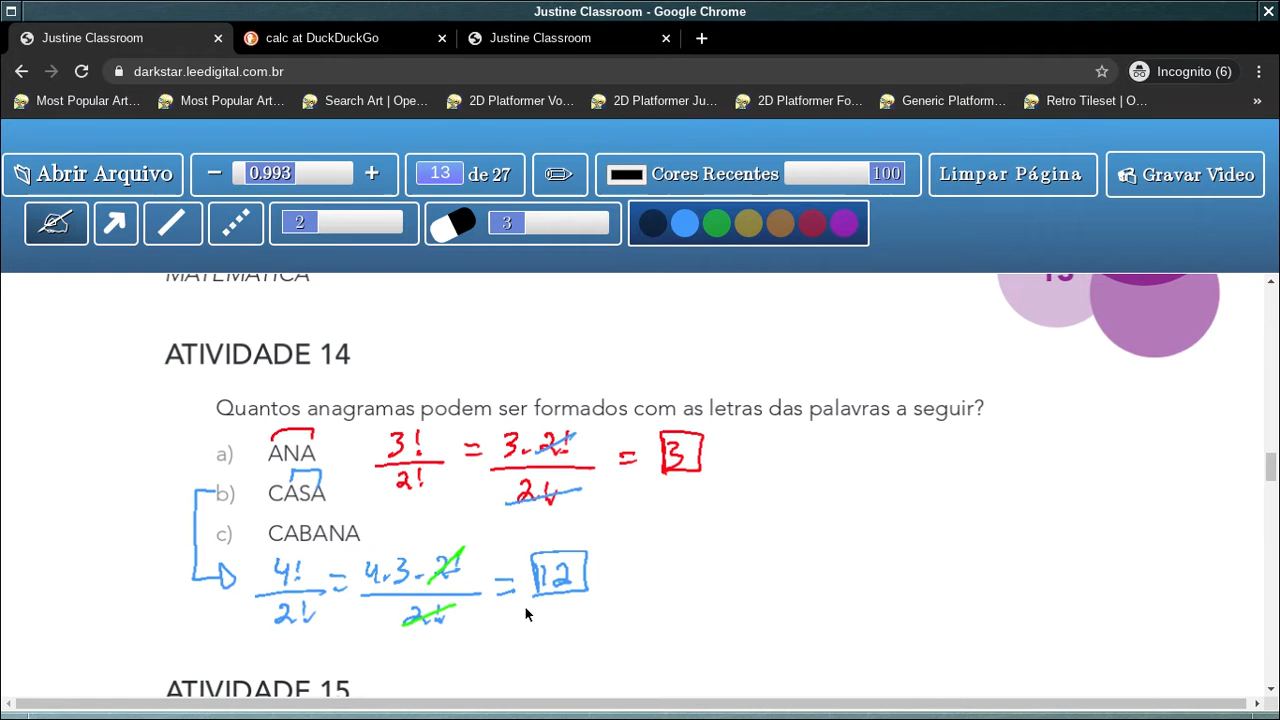 Justine Classroom - Google Chrome
Justine Classroom
calc at DuckDuckGo
Justine Classroom
darkstar.leedigital.com.br
Incognito (6)
Most Popular Art...
Most Popular Art...
Search Art | Ope...
2D Platformer Vo...
2D Platformer Ju...
2D Platformer Fo...
Generic Platform...
Retro Tileset | O...
»
Abrir Arquivo
− 0.993 +
13 de 27
Cores Recentes 100
Limpar Página
Gravar Video
2
3
MATEMÁTICA
13
ATIVIDADE 14
Quantos anagramas podem ser formados com as letras das palavras a seguir?
a) ANA 3!/2! = 3.2!/2! = 3
b) CASA
c) CABANA
4!/2! = 4.3.2!/2! = 12
ATIVIDADE 15